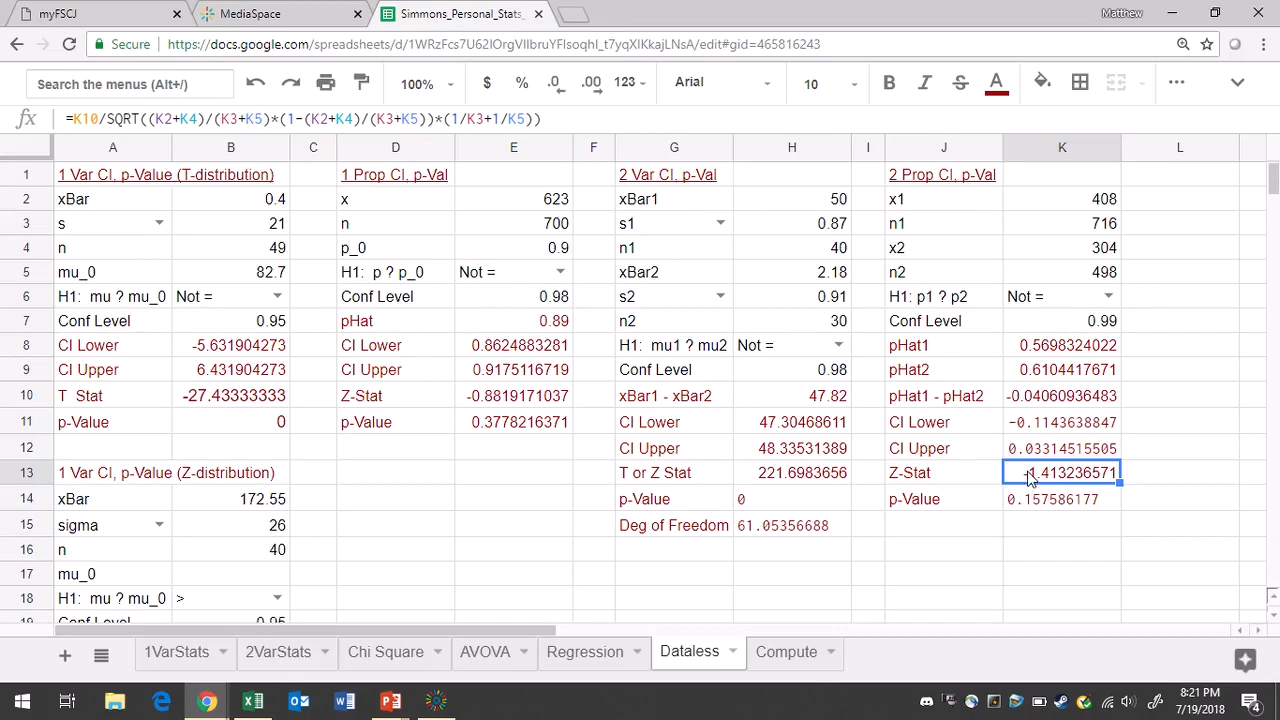 myFSCJ MediaSpace Simmons_Personal_Stats_ Matthew
Secure https://docs.google.com/spreadsheets/d/ edit#gid=465816243
Search the menus (Alt+/) 100% $ % .0 .00 123 Arial 10 B I S A
fx =K10/SQRT((K2+K4)/(K3+K5)*(1-(K2+K4)/(K3+K5))*(1/K3+1/K5))
A B C D E F G H I J K L
1 1 Var CI, p-Value (T-distribution) 1 Prop CI, p-Val 2 Var CI, p-Val 2 Prop CI, p-Val
2 xBar 0.4 x 623 xBar1 50 x1 408
3 s 21 n 700 s1 0.87 n1 716
4 n 49 p_0 0.9 n1 40 x2 304
5 mu_0 82.7 H1: p ? p_0 Not = xBar2 2.18 n2 498
6 H1: mu ? mu_0 Not = Conf Level 0.98 s2 0.91 H1: p1 ? p2 Not =
7 Conf Level 0.95 pHat 0.89 n2 30 Conf Level 0.99
8 CI Lower -5.631904273 CI Lower 0.8624883281 H1: mu1 ? mu2 Not = pHat1 0.5698324022
9 CI Upper 6.431904273 CI Upper 0.9175116719 Conf Level 0.98 pHat2 0.6104417671
10 T Stat -27.43333333 Z-Stat -0.8819171037 xBar1 - xBar2 47.82 pHat1 - pHat2 -0.04060936483
11 p-Value 0 p-Value 0.3778216371 CI Lower 47.30468611 CI Lower -0.1143638847
12 CI Upper 48.33531389 CI Upper 0.03314515505
13 1 Var CI, p-Value (Z-distribution) T or Z Stat 221.6983656 Z-Stat -1.413236571
14 xBar 172.55 p-Value 0 p-Value 0.157586177
15 sigma 26 Deg of Freedom 61.05356688
16 n 40
17 mu_0
18 H1: mu ? mu_0 >
Conf Level 0.95
1VarStats 2VarStats Chi Square AVOVA Regression Dataless Compute
8:21 PM
7/19/2018